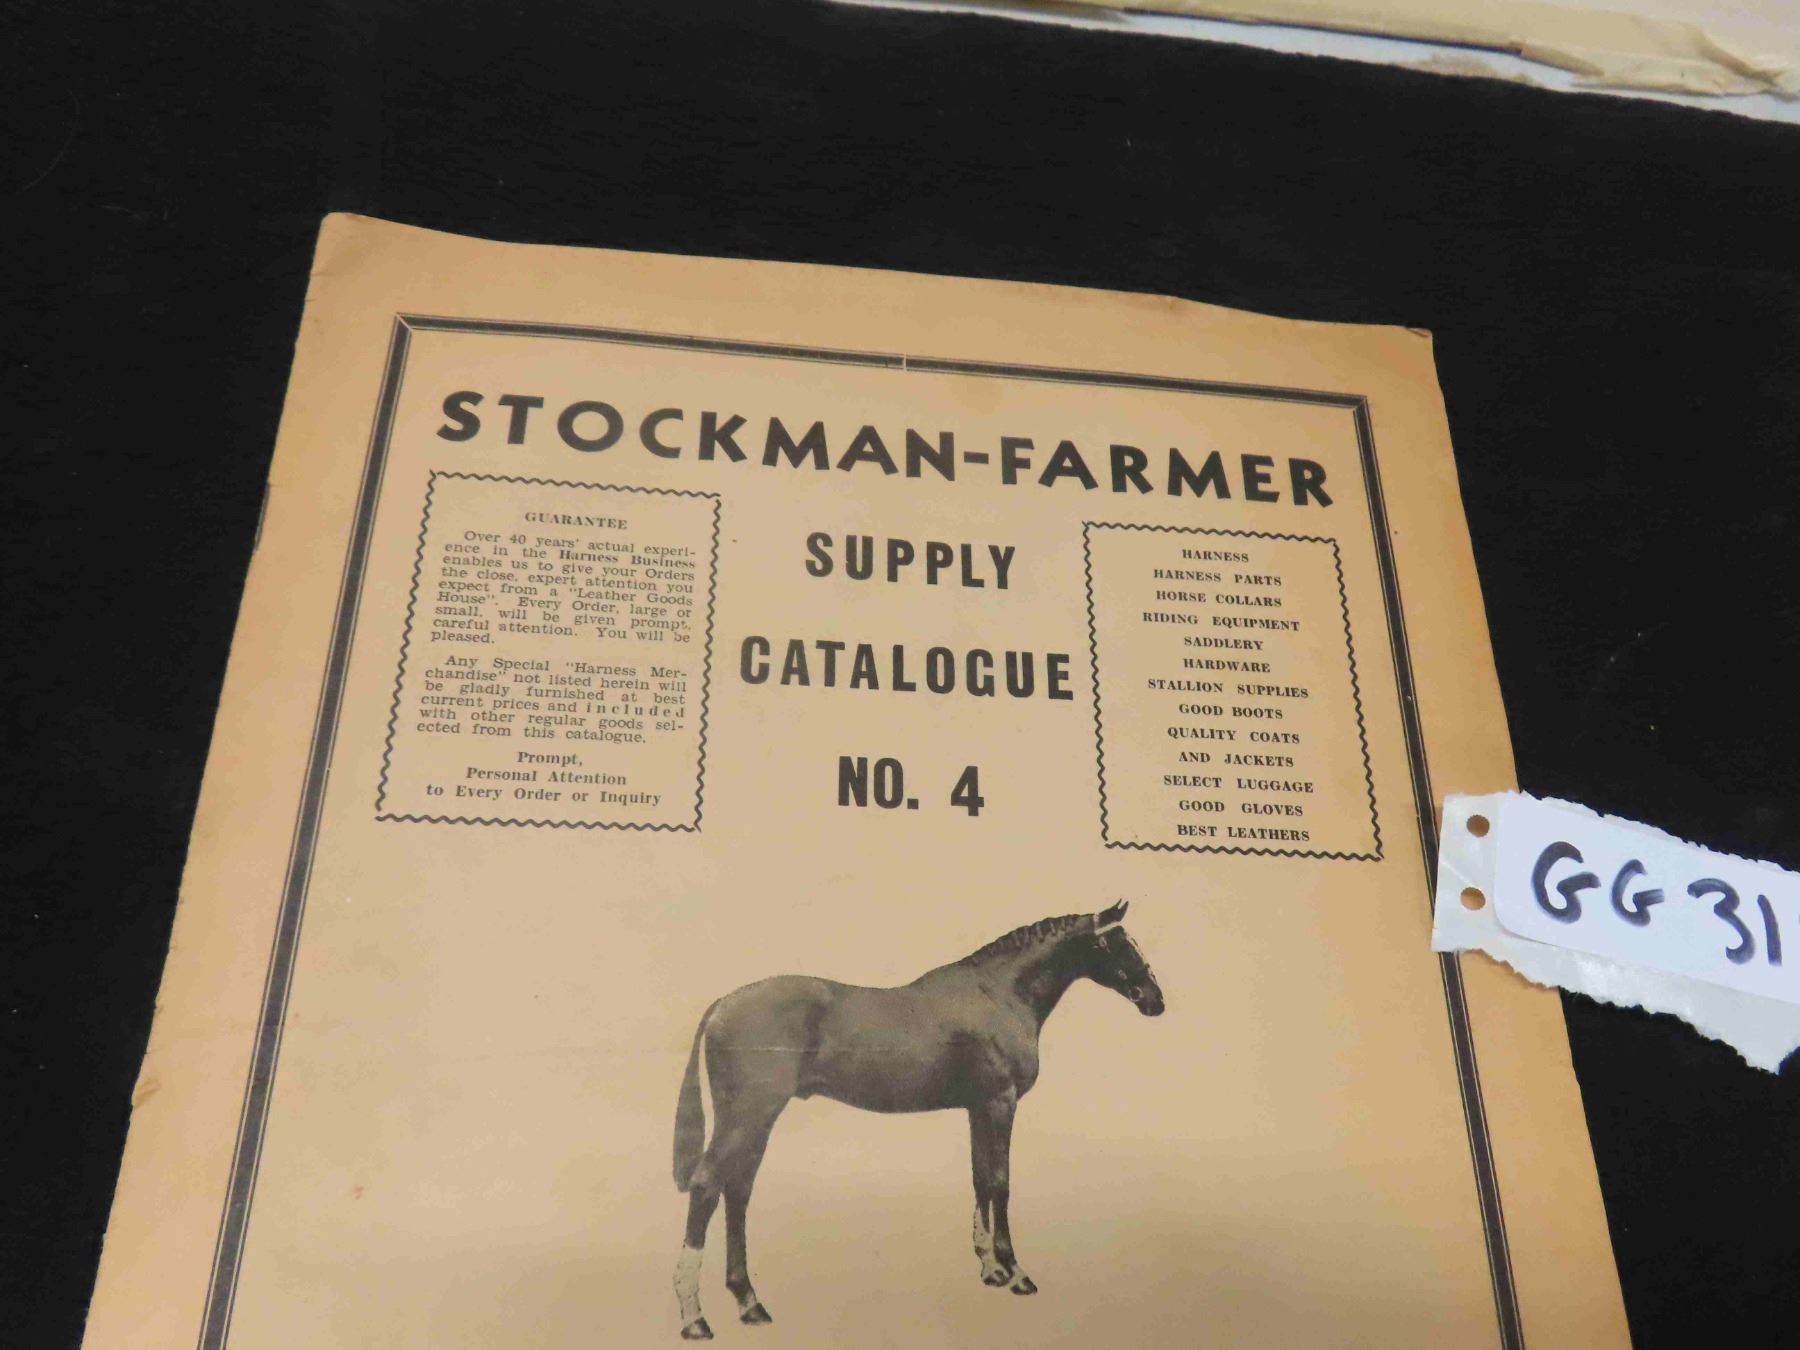 STOCKMAN-FARMER
SUPPLY
CATALOGUE
NO. 4
GUARANTEE
Over 40 years' actual experi-
ence in the Harness Business
enables us to give your Orders
the close, expert attention you
expect from a "Leather Goods
House". Every Order, large or
small, will be given prompt,
careful attention. You will be
pleased.
Any Special "Harness Mer-
chandise" not listed herein will
be gladly furnished at best
current prices and included
with other regular goods sel-
ected from this catalogue.
Prompt,
Personal Attention
to Every Order or Inquiry
HARNESS
HARNESS PARTS
HORSE COLLARS
RIDING EQUIPMENT
SADDLERY
HARDWARE
STALLION SUPPLIES
GOOD BOOTS
QUALITY COATS
AND JACKETS
SELECT LUGGAGE
GOOD GLOVES
BEST LEATHERS
GG 31